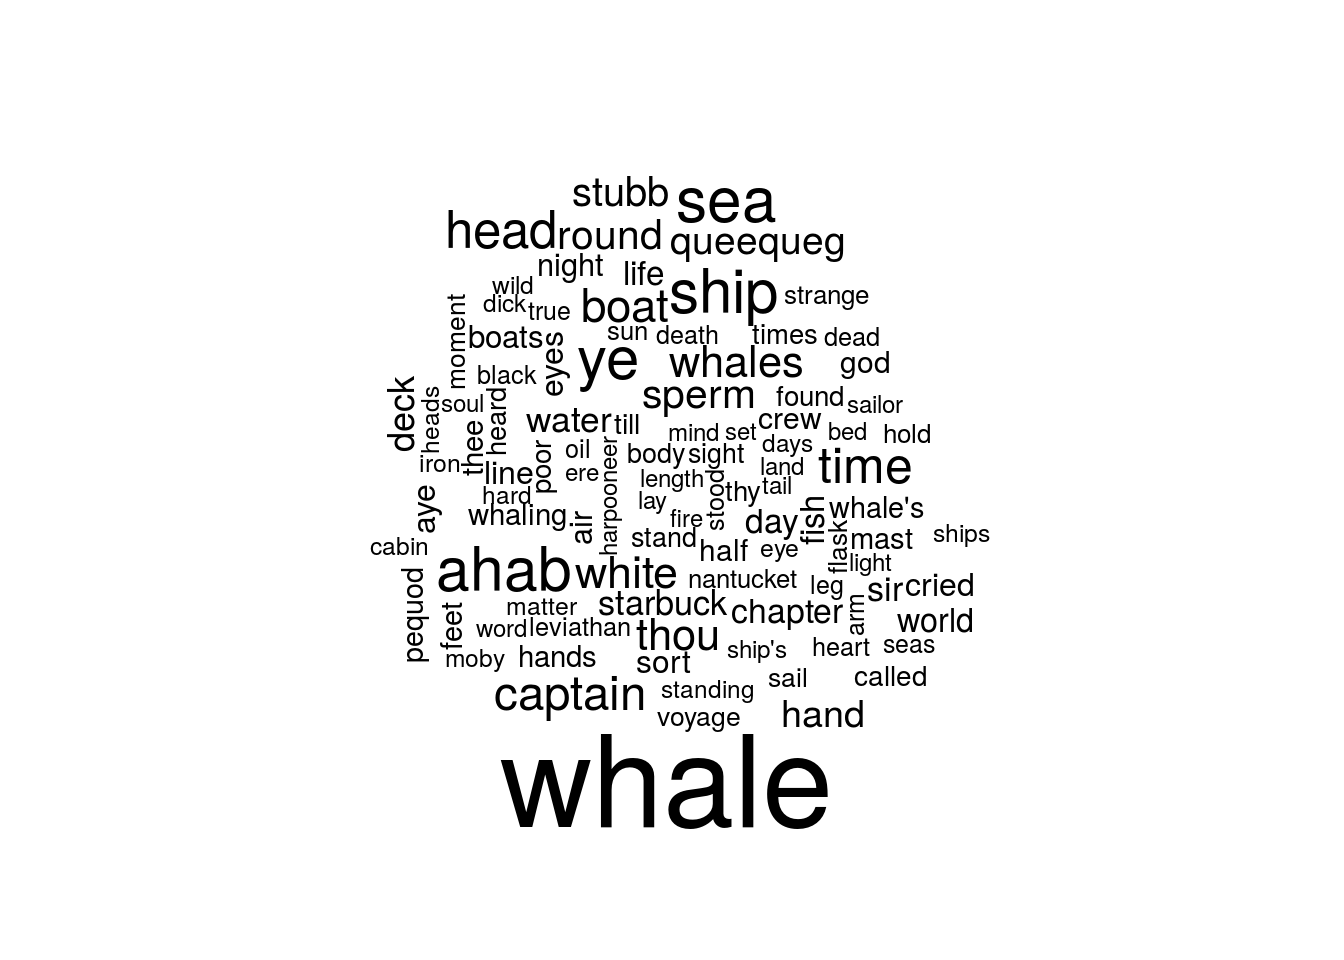 stubb sea
head round queequeg
night life
wild ship
dick true boat strange
moment boats sun death times dead
eyes ye whales god
black
deck heads soul heard sperm found sailor
water till crew
thee mind set bed hold
iron poor oil body sight days
line ere land time
hard harpooneer length stood thy tail
aye whaling air lay fire day fish whale's
cabin stand half eye flask mast ships
ahab white nantucket leg light sir cried
pequod feet matter starbuck chapter arm world
word leviathan thou ship's heart seas
moby hands sort
captain standing sail called
voyage hand
whale